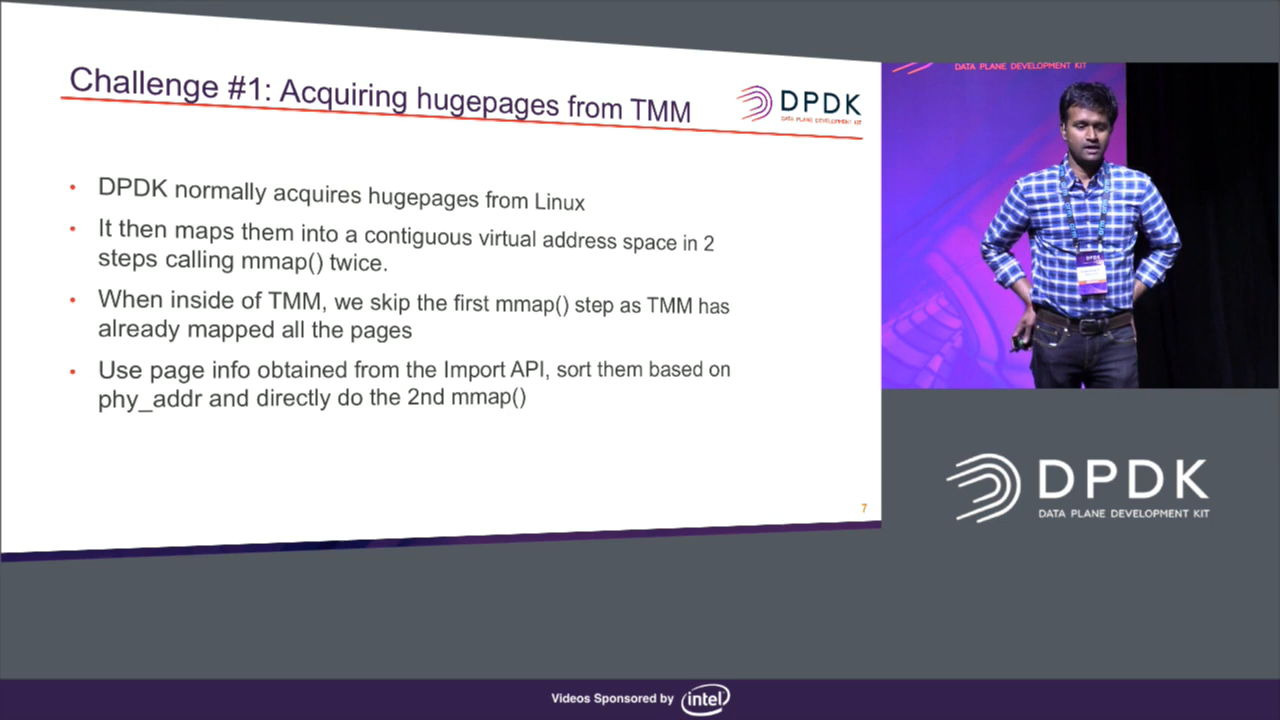 Challenge #1: Acquiring hugepages from TMM
DPDK
DATA PLANE DEVELOPMENT KIT
• DPDK normally acquires hugepages from Linux
• It then maps them into a contiguous virtual address space in 2
steps calling mmap() twice.
• When inside of TMM, we skip the first mmap() step as TMM has
already mapped all the pages
• Use page info obtained from the Import API, sort them based on
phy_addr and directly do the 2nd mmap()
7
DATA PLANE DEVELOPMENT KIT
DPDK
DPDK
DATA PLANE DEVELOPMENT KIT
Videos Sponsored by intel